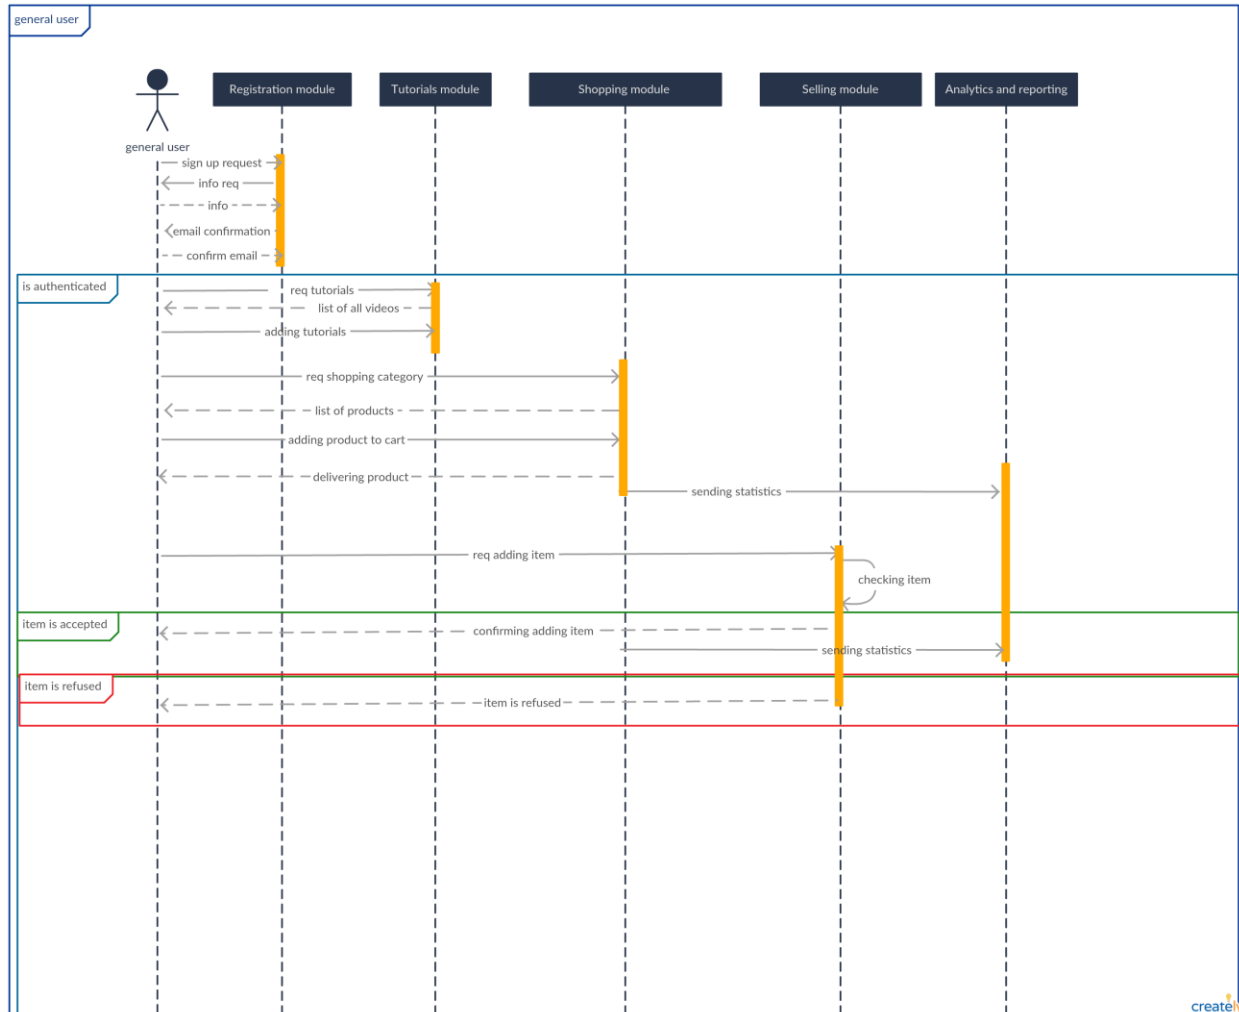 general user
Registration module
Tutorials module
Shopping module
Selling module
Analytics and reporting
general user
sign up request
info req
info
email confirmation
confirm email
is authenticated
req tutorials
list of all videos
adding tutorials
req shopping category
list of products
adding product to cart
delivering product
sending statistics
req adding item
checking item
item is accepted
confirming adding item
sending statistics
item is refused
item is refused